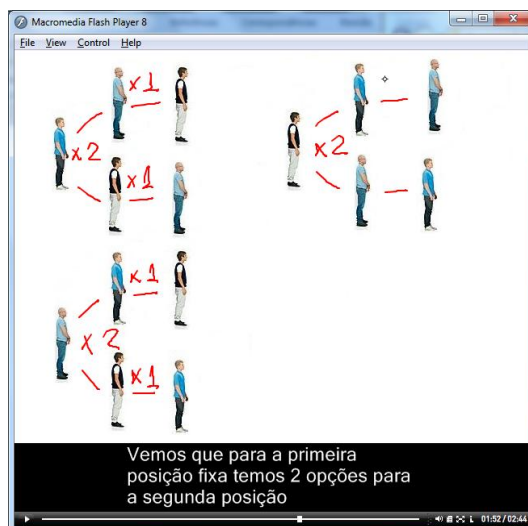 Macromedia Flash Player 8
File View Control Help
x1
x2
x1
x2
x1
x2
x1
Vemos que para a primeira
posição fixa temos 2 opções para
a segunda posição
01:52 / 02:44